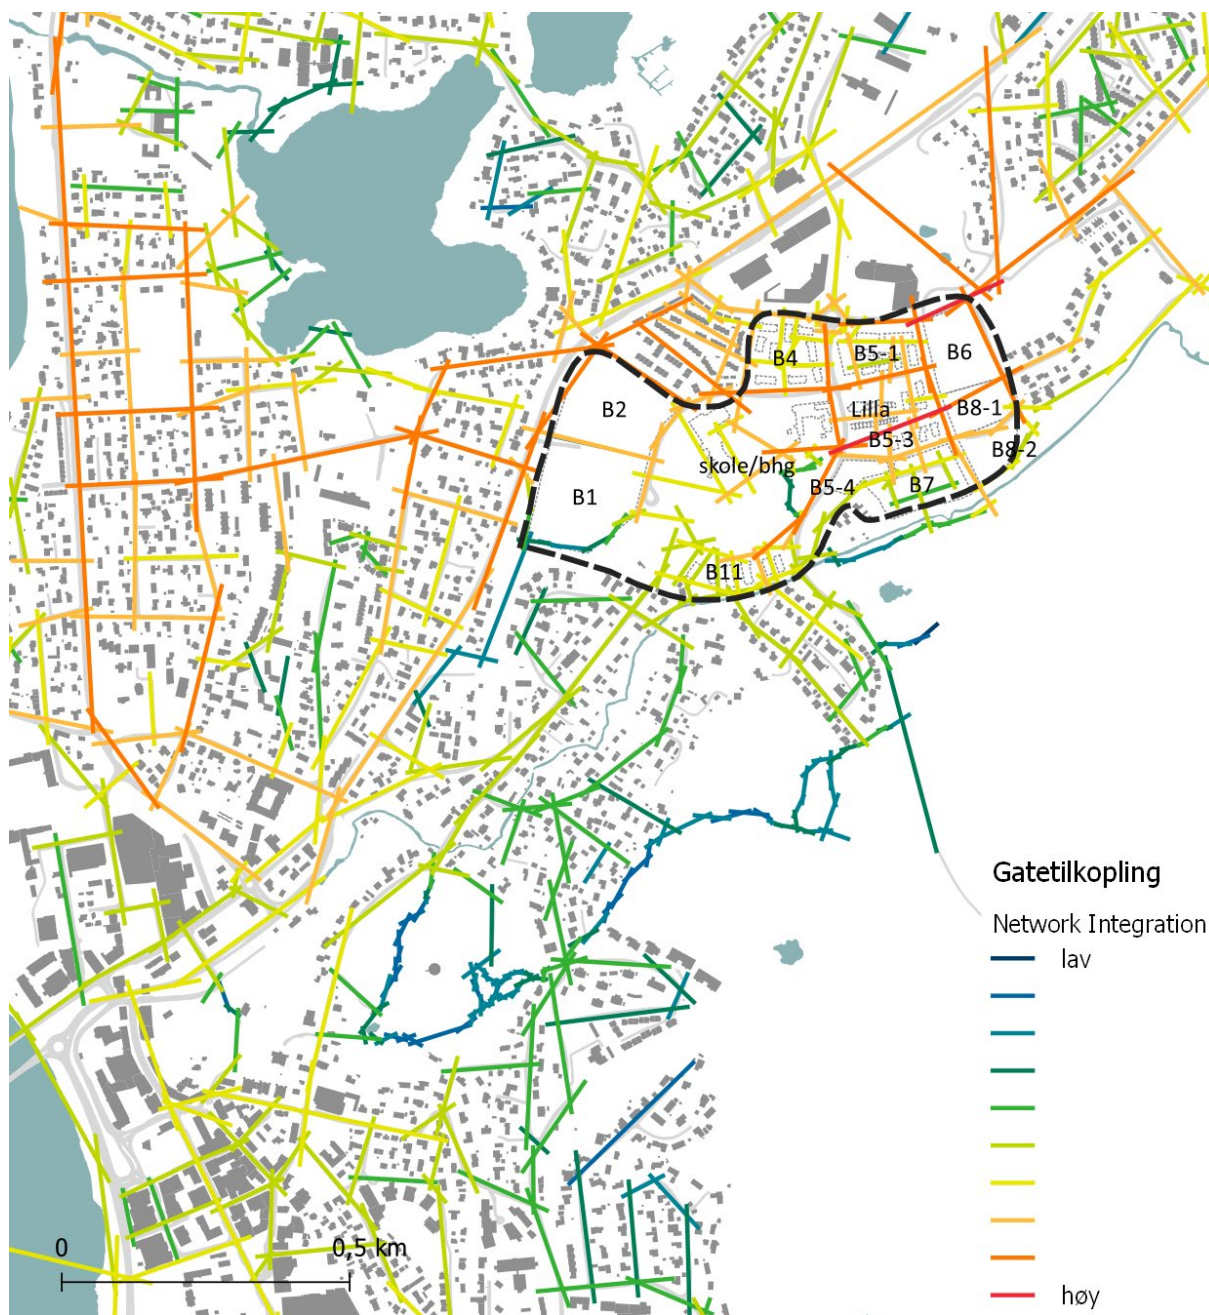 B4
B5-1
B6
B2
Lilla
B8-1
B5-3
B8-2
skole/bhg
B1
B5-4
B7
B11
Gatetilkopling
Network Integration
lav
høy
0
0,5 km